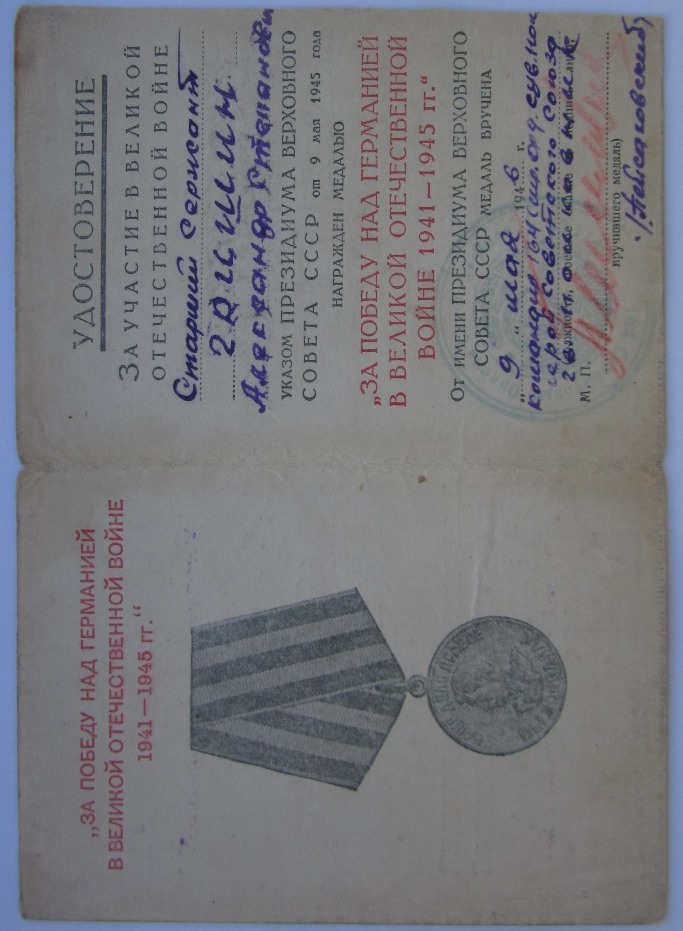 „ЗА ПОБЕДУ НАД ГЕРМАНИЕЙ
В ВЕЛИКОЙ ОТЕЧЕСТВЕННОЙ ВОЙНЕ
1941—1945 гг.“
УДОСТОВЕРЕНИЕ
ЗА УЧАСТИЕ В ВЕЛИКОЙ
ОТЕЧЕСТВЕННОЙ ВОЙНЕ
Старший сержант
ГАЦИШИН
Александр Степанович
УКАЗОМ ПРЕЗИДИУМА ВЕРХОВНОГО
СОВЕТА СССР от 9 мая 1945 года
НАГРАЖДЕН МЕДАЛЬЮ
„ЗА ПОБЕДУ НАД ГЕРМАНИЕЙ
В ВЕЛИКОЙ ОТЕЧЕСТВЕННОЙ
ВОЙНЕ 1941—1945 гг.“
ОТ ИМЕНИ ПРЕЗИДИУМА ВЕРХОВНОГО
СОВЕТА СССР МЕДАЛЬ ВРУЧЕНА
„ 9 “ мая 1946 г.
командир 164
герой советского союза
М. П.
вручившего медаль)